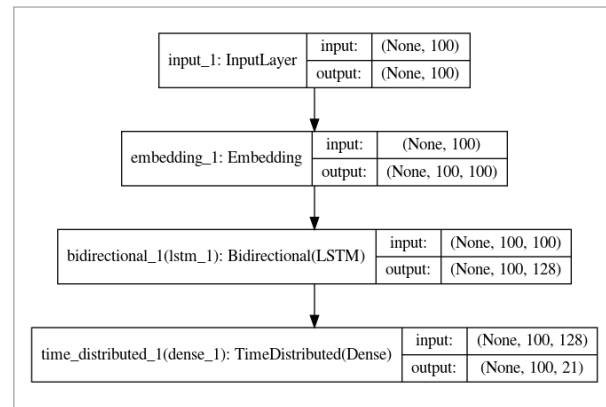 input_1: InputLayer
input: (None, 100)
output: (None, 100)
embedding_1: Embedding
input: (None, 100)
output: (None, 100, 100)
bidirectional_1(lstm_1): Bidirectional(LSTM)
input: (None, 100, 100)
output: (None, 100, 128)
time_distributed_1(dense_1): TimeDistributed(Dense)
input: (None, 100, 128)
output: (None, 100, 21)